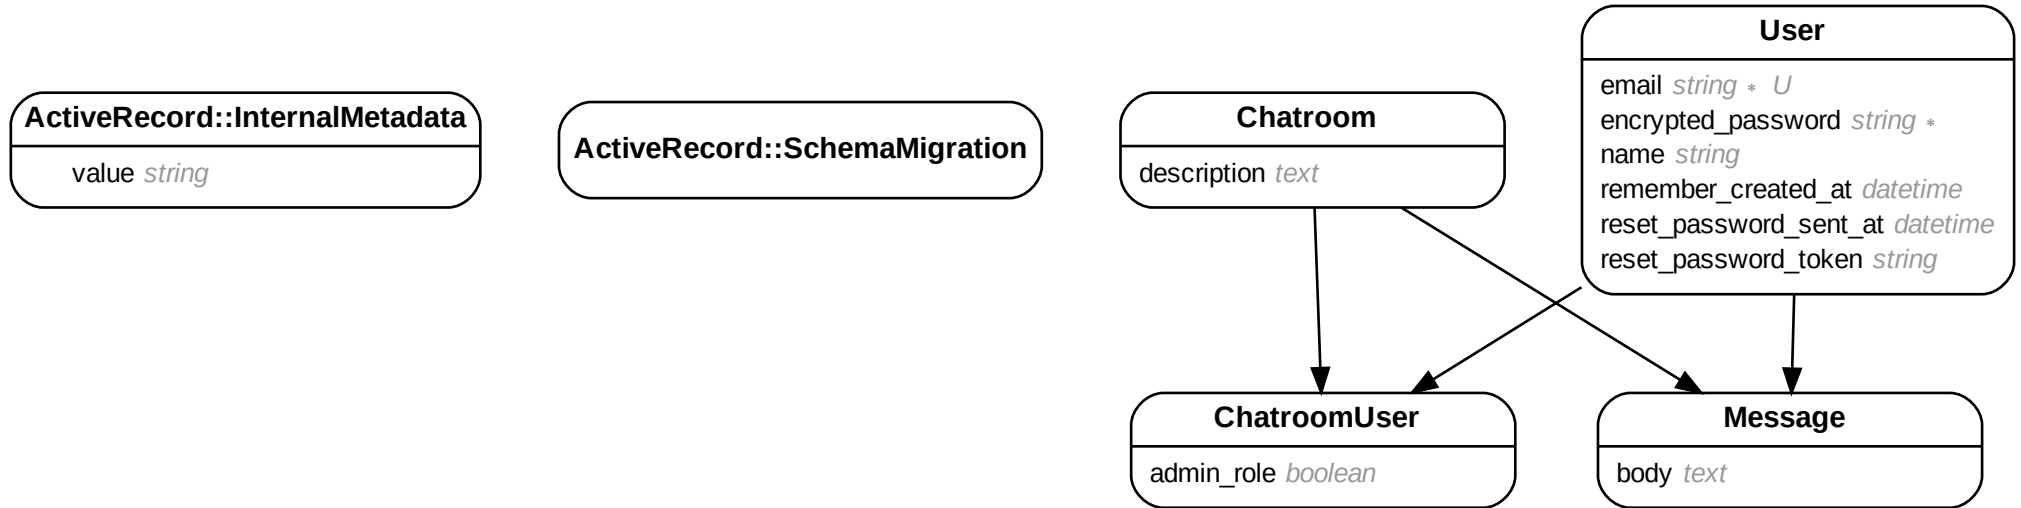 ActiveRecord::InternalMetadata
value string
ActiveRecord::SchemaMigration
Chatroom
description text
User
email string * U
encrypted_password string *
name string
remember_created_at datetime
reset_password_sent_at datetime
reset_password_token string
ChatroomUser
admin_role boolean
Message
body text